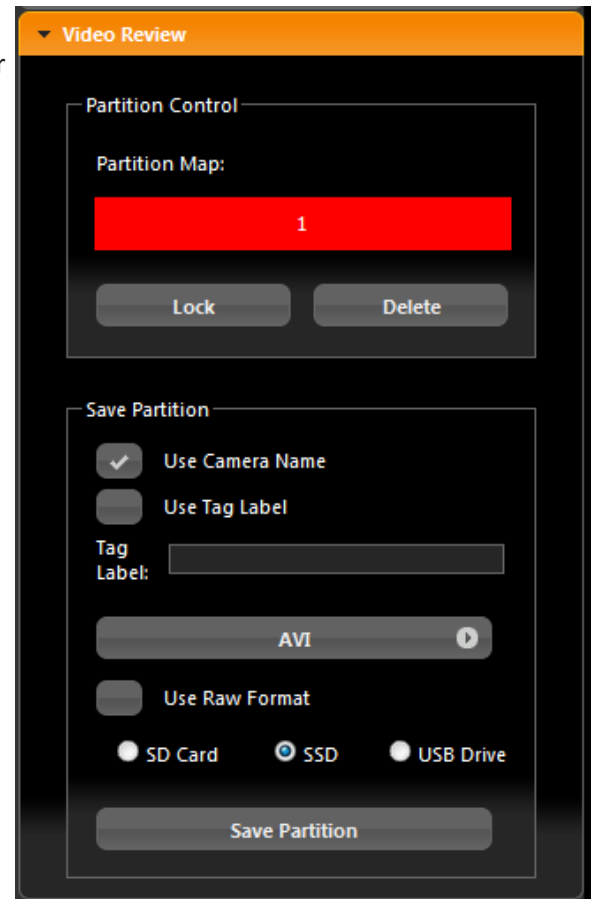 Video Review
r
Partition Control
Partition Map:
1
Lock Delete
Save Partition
Use Camera Name
Use Tag Label
Tag
Label:
AVI
Use Raw Format
SD Card SSD USB Drive
Save Partition